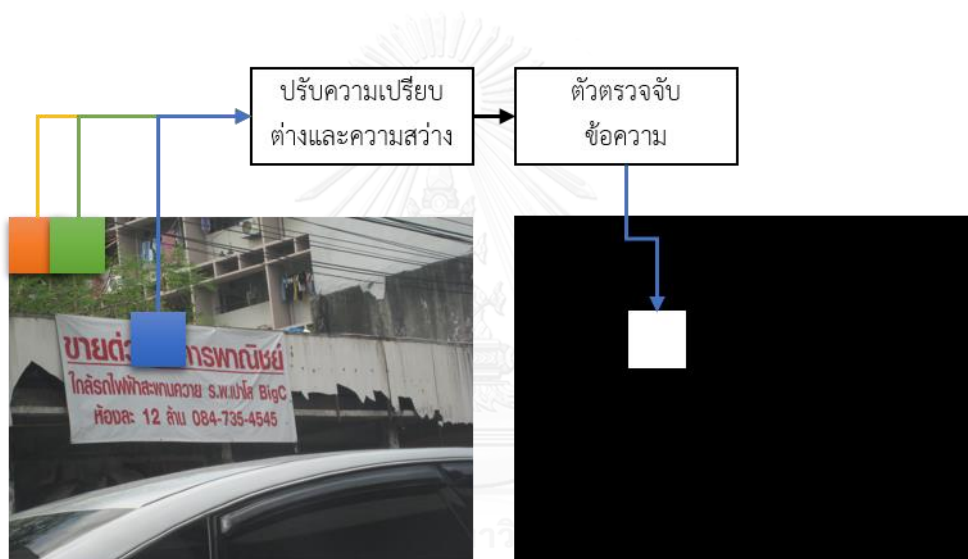 ปรับความเปรียบ
ต่างและความสว่าง
ตัวตรวจจับ
ข้อความ
ขายด่ การพาณิชย์
ใกล้รถไฟฟ้าสะพานควาย ร.พ.เปาโล BigC
ห้องละ 12 ล้าน 084-735-4545